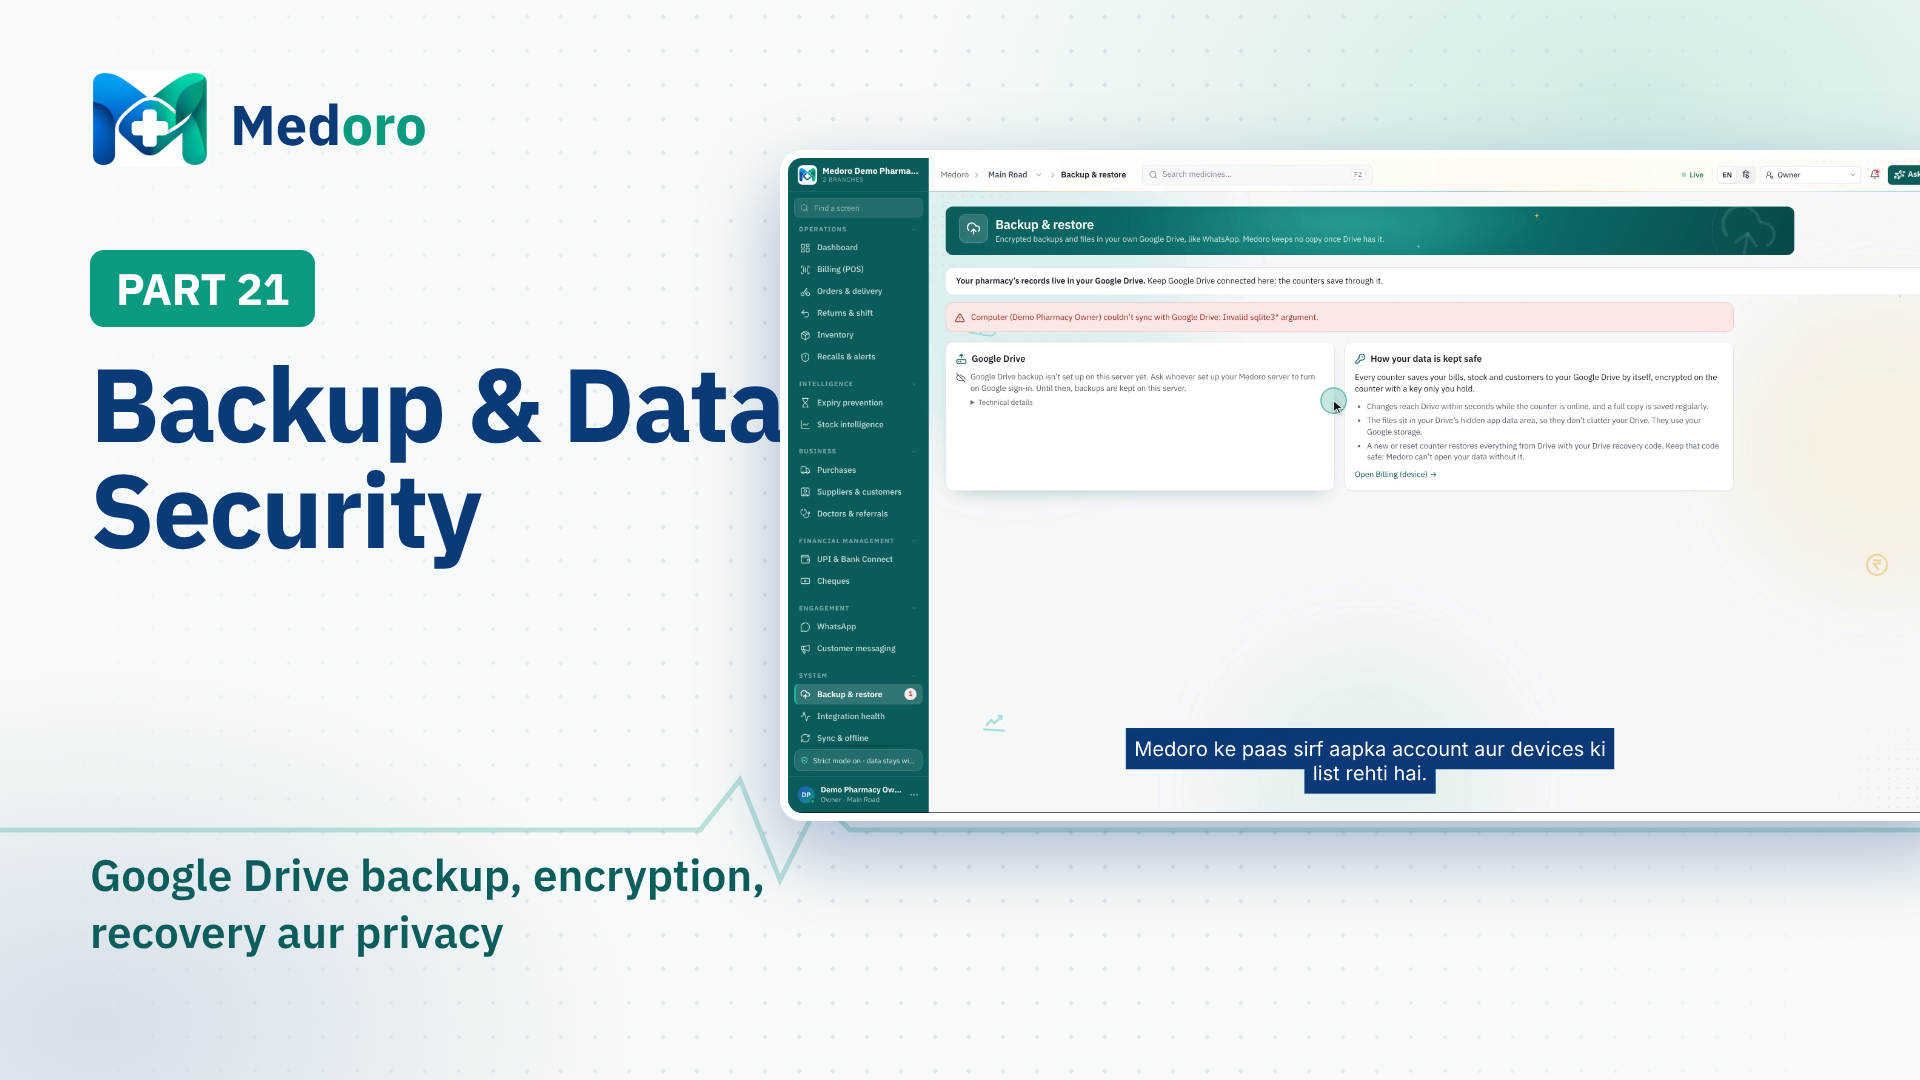 Medoro
PART 21
Backup & Data
Security
Google Drive backup, encryption,
recovery aur privacy
Medoro Demo Pharma...
2 BRANCHES
Find a screen
OPERATIONS
Dashboard
Billing (POS)
Orders & delivery
Returns & shift
Inventory
Recalls & alerts
INTELLIGENCE
Expiry prevention
Stock intelligence
BUSINESS
Purchases
Suppliers & customers
Doctors & referrals
FINANCIAL MANAGEMENT
UPI & Bank Connect
Cheques
ENGAGEMENT
WhatsApp
Customer messaging
SYSTEM
Backup & restore 1
Integration health
Sync & offline
Strict mode on · data stays wi...
DP Demo Pharmacy Ow...
Owner · Main Road
Medoro > Main Road > Backup & restore
Search medicines... F2
Live EN Owner Ask
Backup & restore
Encrypted backups and files in your own Google Drive, like WhatsApp. Medoro keeps no copy once Drive has it.
Your pharmacy's records live in your Google Drive. Keep Google Drive connected here: the counters save through it.
Computer (Demo Pharmacy Owner) couldn't sync with Google Drive: Invalid sqlite3* argument.
Google Drive
Google Drive backup isn't set up on this server yet. Ask whoever set up your Medoro server to turn
on Google sign-in. Until then, backups are kept on this server.
Technical details
How your data is kept safe
Every counter saves your bills, stock and customers to your Google Drive by itself, encrypted on the
counter with a key only you hold.
• Changes reach Drive within seconds while the counter is online, and a full copy is saved regularly.
• The files sit in your Drive's hidden app data area, so they don't clutter your Drive. They use your
Google storage.
• A new or reset counter restores everything from Drive with your Drive recovery code. Keep that code
safe: Medoro can't open your data without it.
Open Billing (device) →
₹
Medoro ke paas sirf aapka account aur devices ki
list rehti hai.